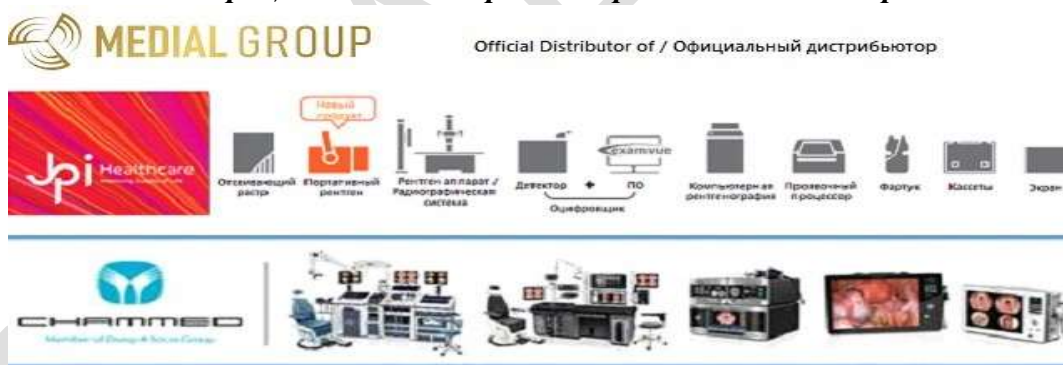 MEDIAL GROUP
Official Distributor of / Официальный дистрибьютор
Новый продукт
Jpi Healthcare
examvue
Отсеивающий растр
Портативный рентген
Рентген аппарат / Радиографическая система
Детектор + ПО
Оцифровщик
Компьютерная рентгенография
Проявочный процессор
Фартук
Кассеты
Экран
CHAMMED